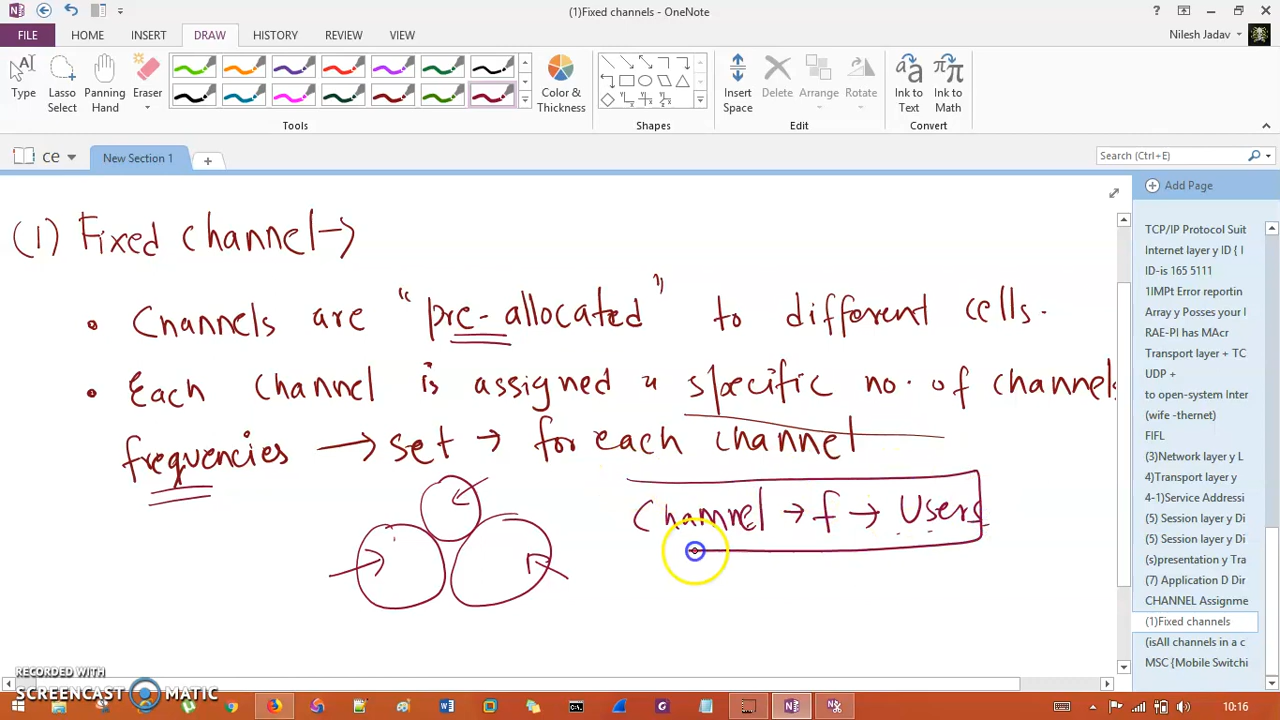 (1)Fixed channels - OneNote
FILE HOME INSERT DRAW HISTORY REVIEW VIEW Nilesh Jadav
Type Lasso Select Panning Hand Eraser Color & Thickness Insert Space Delete Arrange Rotate Ink to Text Ink to Math
Tools Shapes Edit Convert
ce New Section 1 Search (Ctrl+E)
Add Page
(1) Fixed channel→
• Channels are "pre-allocated" to different cells.
• Each channel is assigned a specific no. of channels
frequencies → set → for each channel
Channel → f → Users
TCP/IP Protocol Suit
Internet layer y ID { I
ID-is 165 5111
1IMPt Error reportin
Array y Posses your I
RAE-PI has MAcr
Transport layer + TC
UDP +
to open-system Inter
(wife -thernet)
FIFL
(3)Network layer y L
4)Transport layer y
4-1)Service Addressi
(5) Session layer y Di
(5) Session layer y Di
(s)presentation y Tra
(7) Application D Dir
CHANNEL Assignme
(1)Fixed channels
(isAll channels in a c
MSC {Mobile Switchi
RECORDED WITH
SCREENCAST MATIC
10:16